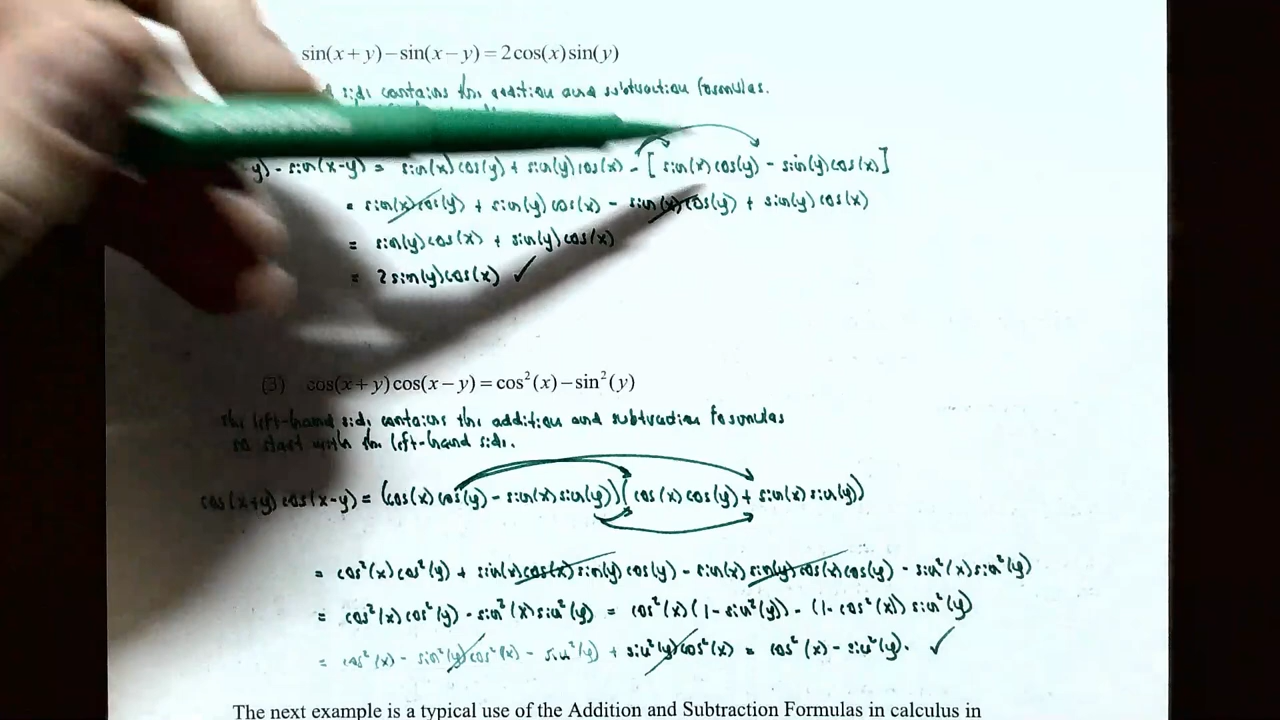 sin(x+y)−sin(x−y)=2cos(x)sin(y)
side contains the addition and subtraction formulas.
y) - sin(x-y) = sin(x)cos(y) + sin(y)cos(x) - [sin(x)cos(y) - sin(y)cos(x)]
= sin(x)cos(y) + sin(y)cos(x) - sin(x)cos(y) + sin(y)cos(x)
= sin(y)cos(x) + sin(y)cos(x)
= 2sin(y)cos(x) ✓
(3) cos(x+y)cos(x−y)=cos²(x)−sin²(y)
The left-hand side contains the addition and subtraction formulas
so start with the left-hand side.
cos(x+y)cos(x-y) = (cos(x)cos(y) - sin(x)sin(y))(cos(x)cos(y) + sin(x)sin(y))
= cos²(x)cos²(y) + sin(x)cos(x)sin(y)cos(y) - sin(x)sin(y)cos(x)cos(y) - sin²(x)sin²(y)
= cos²(x)cos²(y) - sin²(x)sin²(y) = cos²(x)(1-sin²(y)) - (1-cos²(x))sin²(y)
= cos²(x) - sin²(y)cos²(x) - sin²(y) + sin²(y)cos²(x) = cos²(x) - sin²(y). ✓
The next example is a typical use of the Addition and Subtraction Formulas in calculus in